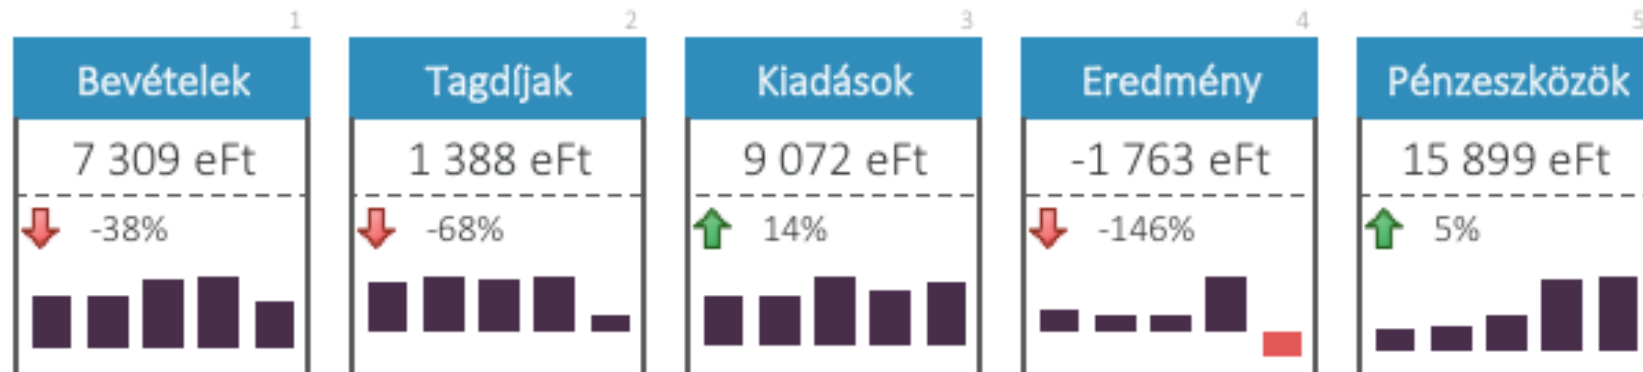 1 2 3 4 5
Bevételek Tagdíjak Kiadások Eredmény Pénzeszközök
7 309 eFt 1 388 eFt 9 072 eFt -1 763 eFt 15 899 eFt
-38% -68% 14% -146% 5%